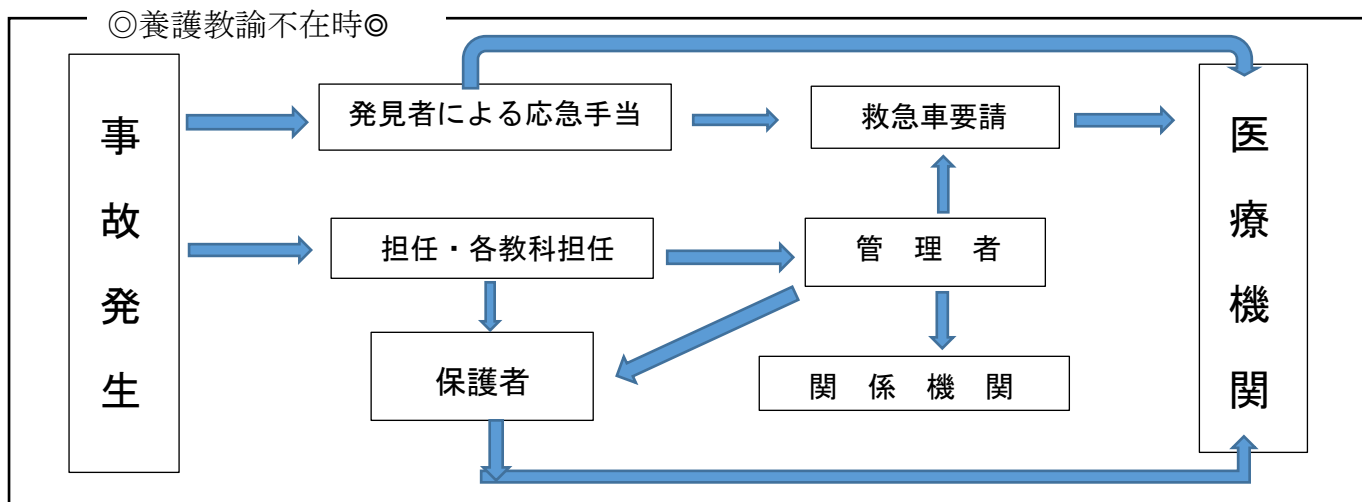 ◎養護教諭不在時◎
事故発生
発見者による応急手当
救急車要請
医療機関
担任・各教科担任
管 理 者
保護者
関 係 機 関